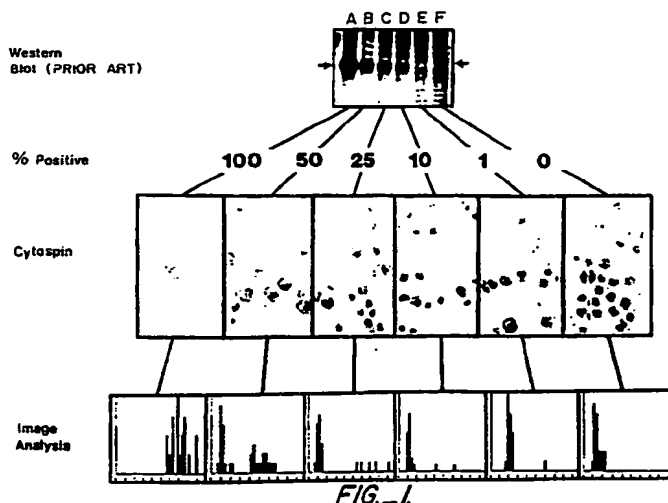 A B C D E F
Western
Blot (PRIOR ART)
% Positive 100 50 25 10 1 0
Cytospin
Image
Analysis
FIG._1.